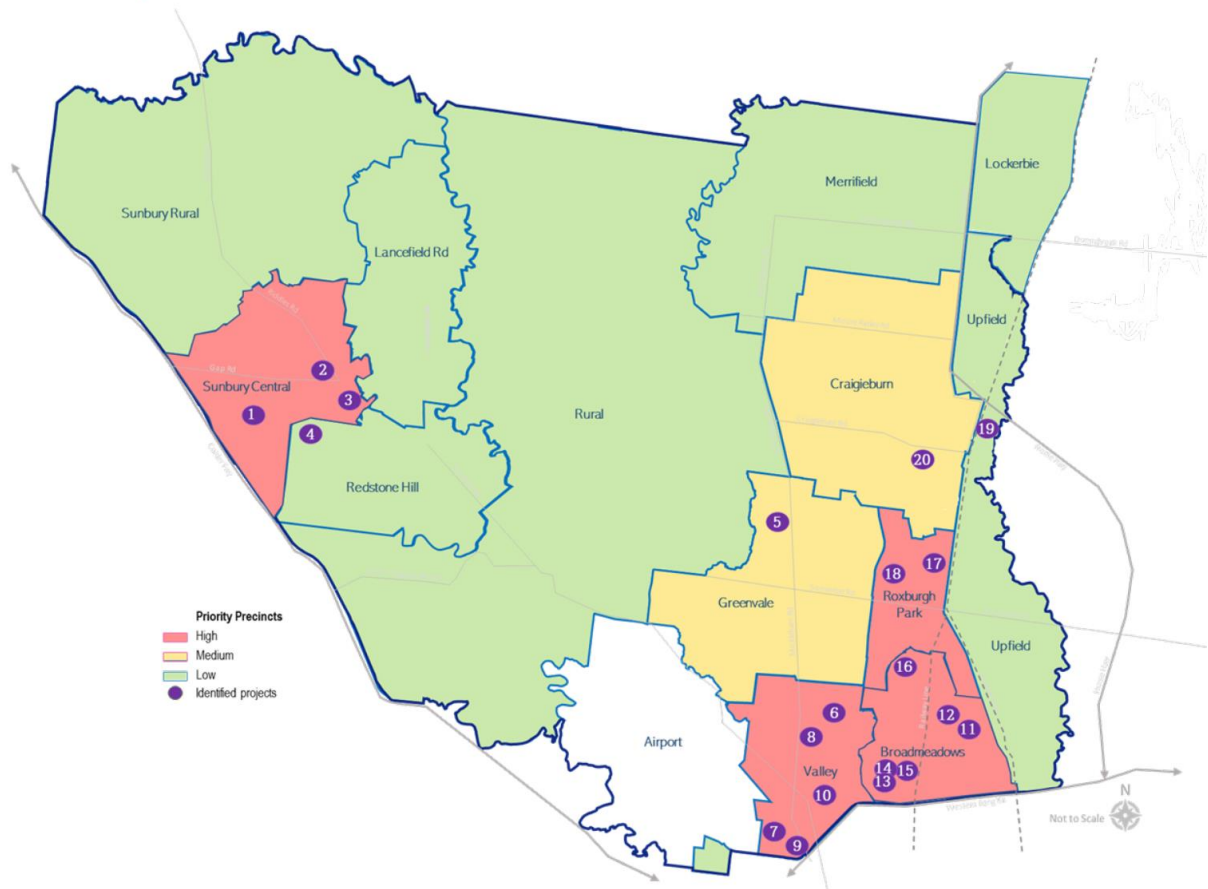 Lockerbie
Merrifield
Sunbury Rural
Lancefield Rd
Upfield
Gap Rd
Craigieburn
Sunbury Central
2
3
1
Rural
4
19
20
Redstone Hill
5
17
18
Roxburgh
Park
Greenvale
Priority Precincts
High
Medium
Low
Identified projects
Upfield
16
6
12
11
8
Airport
Broadmeadows
Valley
14
15
13
10
7
9
N
Not to Scale